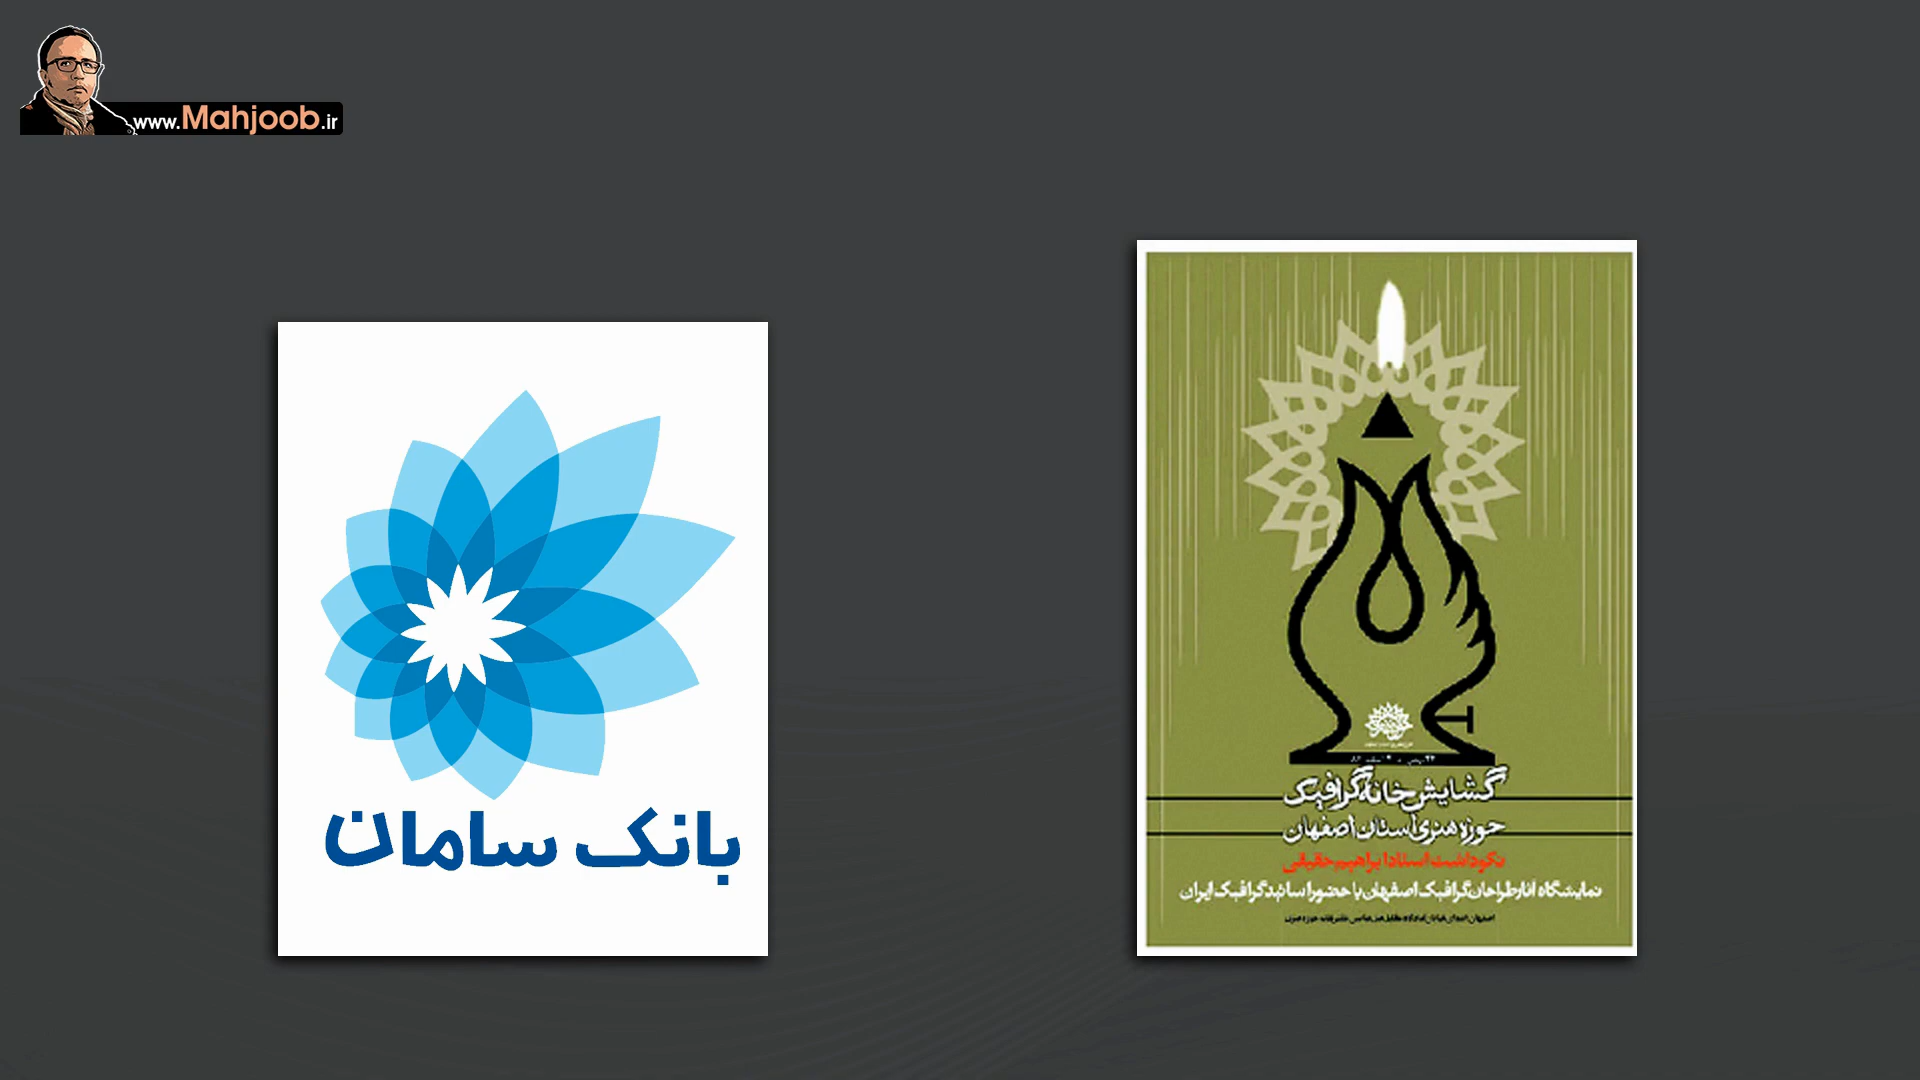 www.Mahjoob.ir
بانک سامان
گشایش خانه گرافیک
حوزه هنری استان اصفهان
نکوداشت استاد ابراهیم حقیقی
نمایشگاه آثار طراحان گرافیک اصفهان با حضور اساتید گرافیک ایران